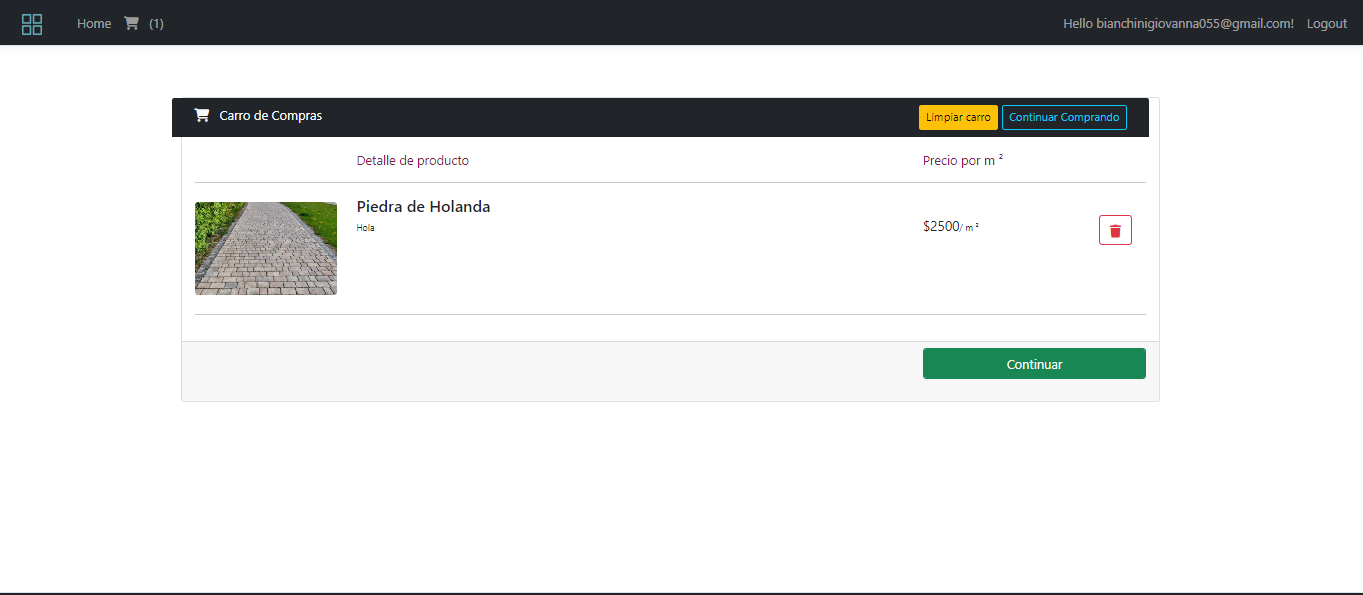 Home (1) Hello bianchinigiovanna055@gmail.com! Logout
Carro de Compras Limpiar carro Continuar Comprando
Detalle de producto Precio por m ²
Piedra de Holanda
Hola
$2500/ m ²
Continuar